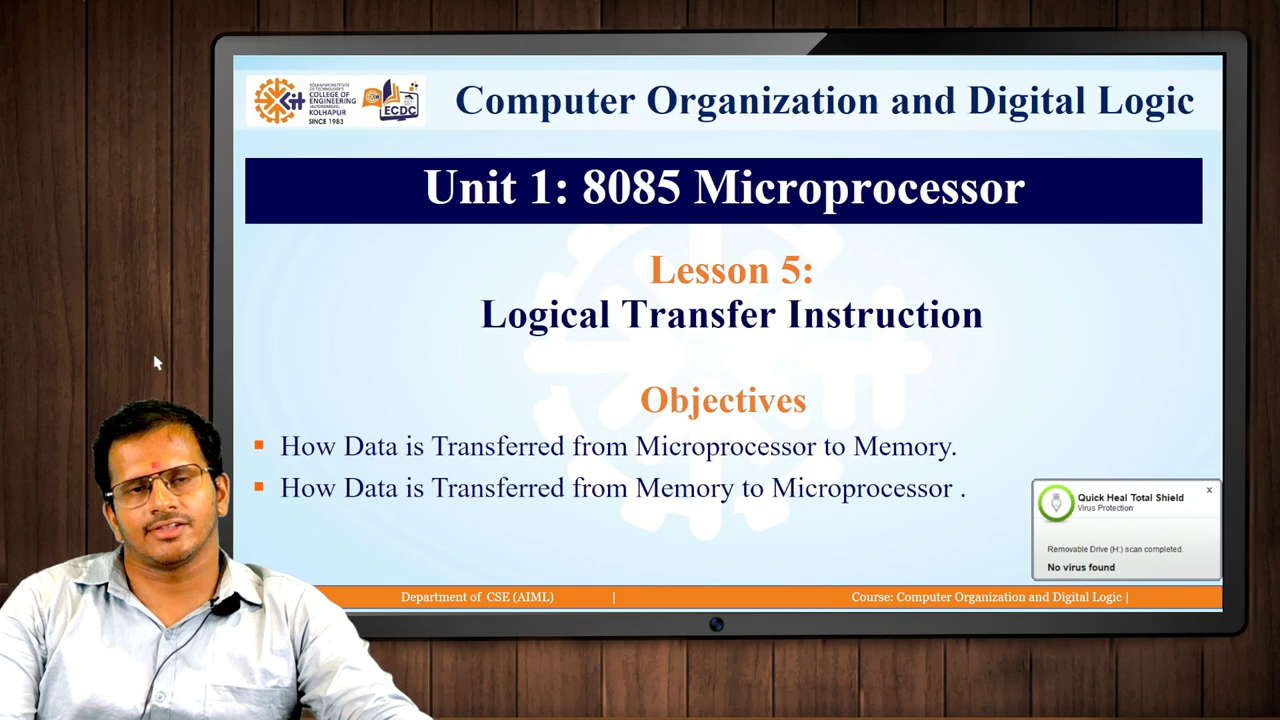 KOLHAPUR INSTITUTE
OF TECHNOLOGY'S
COLLEGE OF
ENGINEERING
(AUTONOMOUS),
KOLHAPUR
SINCE 1983
KIT
ECDC
Computer Organization and Digital Logic
Unit 1: 8085 Microprocessor
Lesson 5:
Logical Transfer Instruction
Objectives
▪ How Data is Transferred from Microprocessor to Memory.
▪ How Data is Transferred from Memory to Microprocessor .
Quick Heal Total Shield
x
Virus Protection
Removable Drive (H:) scan completed.
No virus found
Department of CSE (AIML) |
Course: Computer Organization and Digital Logic |